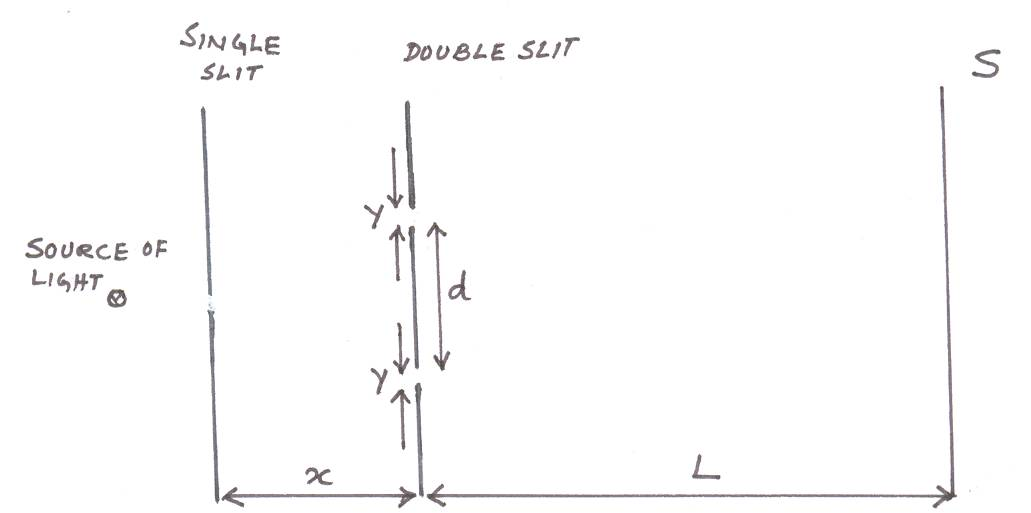 SINGLE
SLIT
DOUBLE SLIT
S
SOURCE OF
LIGHT
y
d
y
x
L